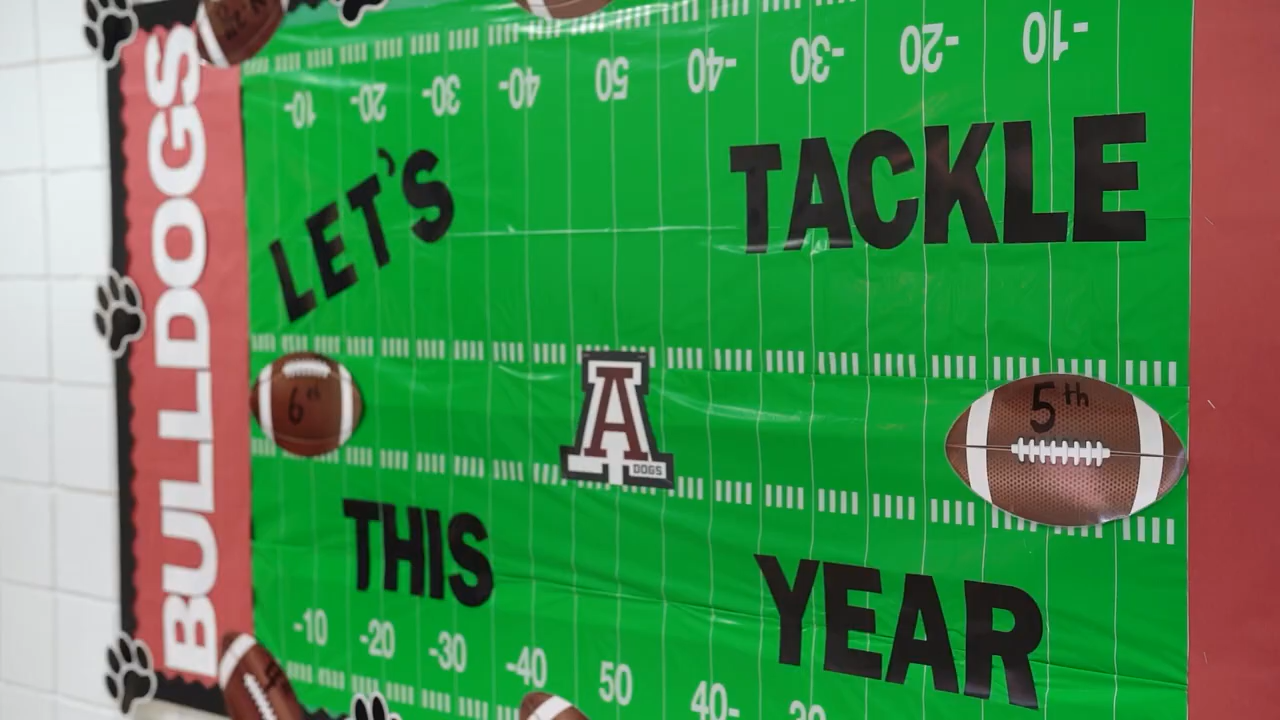 BULLDOGS
-10 -20 -30 -40 50 40- 30- 20- 10-
LET'S TACKLE
6th
A
DOGS
5th
THIS YEAR
-10 -20 -30 -40 50 40-